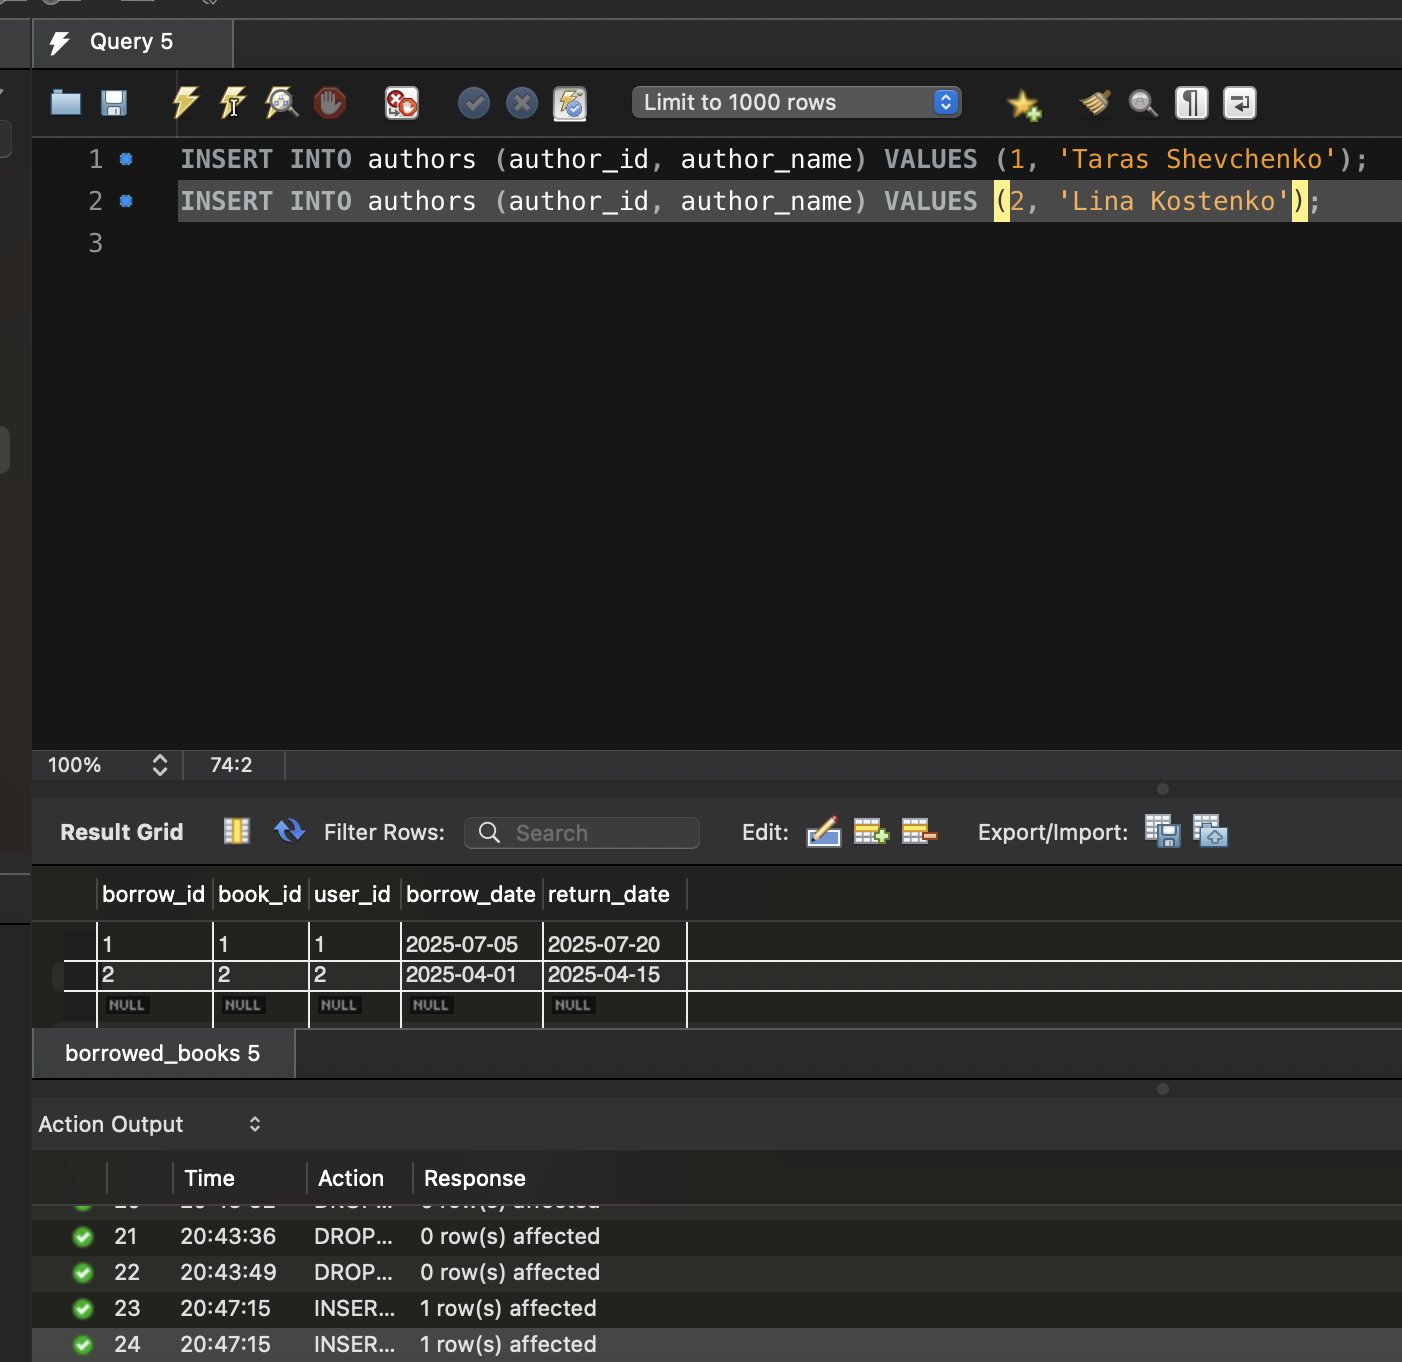 Query 5
Limit to 1000 rows
1 INSERT INTO authors (author_id, author_name) VALUES (1, 'Taras Shevchenko');
2 INSERT INTO authors (author_id, author_name) VALUES (2, 'Lina Kostenko');
3
100% 74:2
Result Grid Filter Rows: Search Edit: Export/Import:
borrow_id book_id user_id borrow_date return_date
1 1 1 2025-07-05 2025-07-20
2 2 2 2025-04-01 2025-04-15
NULL NULL NULL NULL NULL
borrowed_books 5
Action Output
Time Action Response
21 20:43:36 DROP... 0 row(s) affected
22 20:43:49 DROP... 0 row(s) affected
23 20:47:15 INSER... 1 row(s) affected
24 20:47:15 INSER... 1 row(s) affected